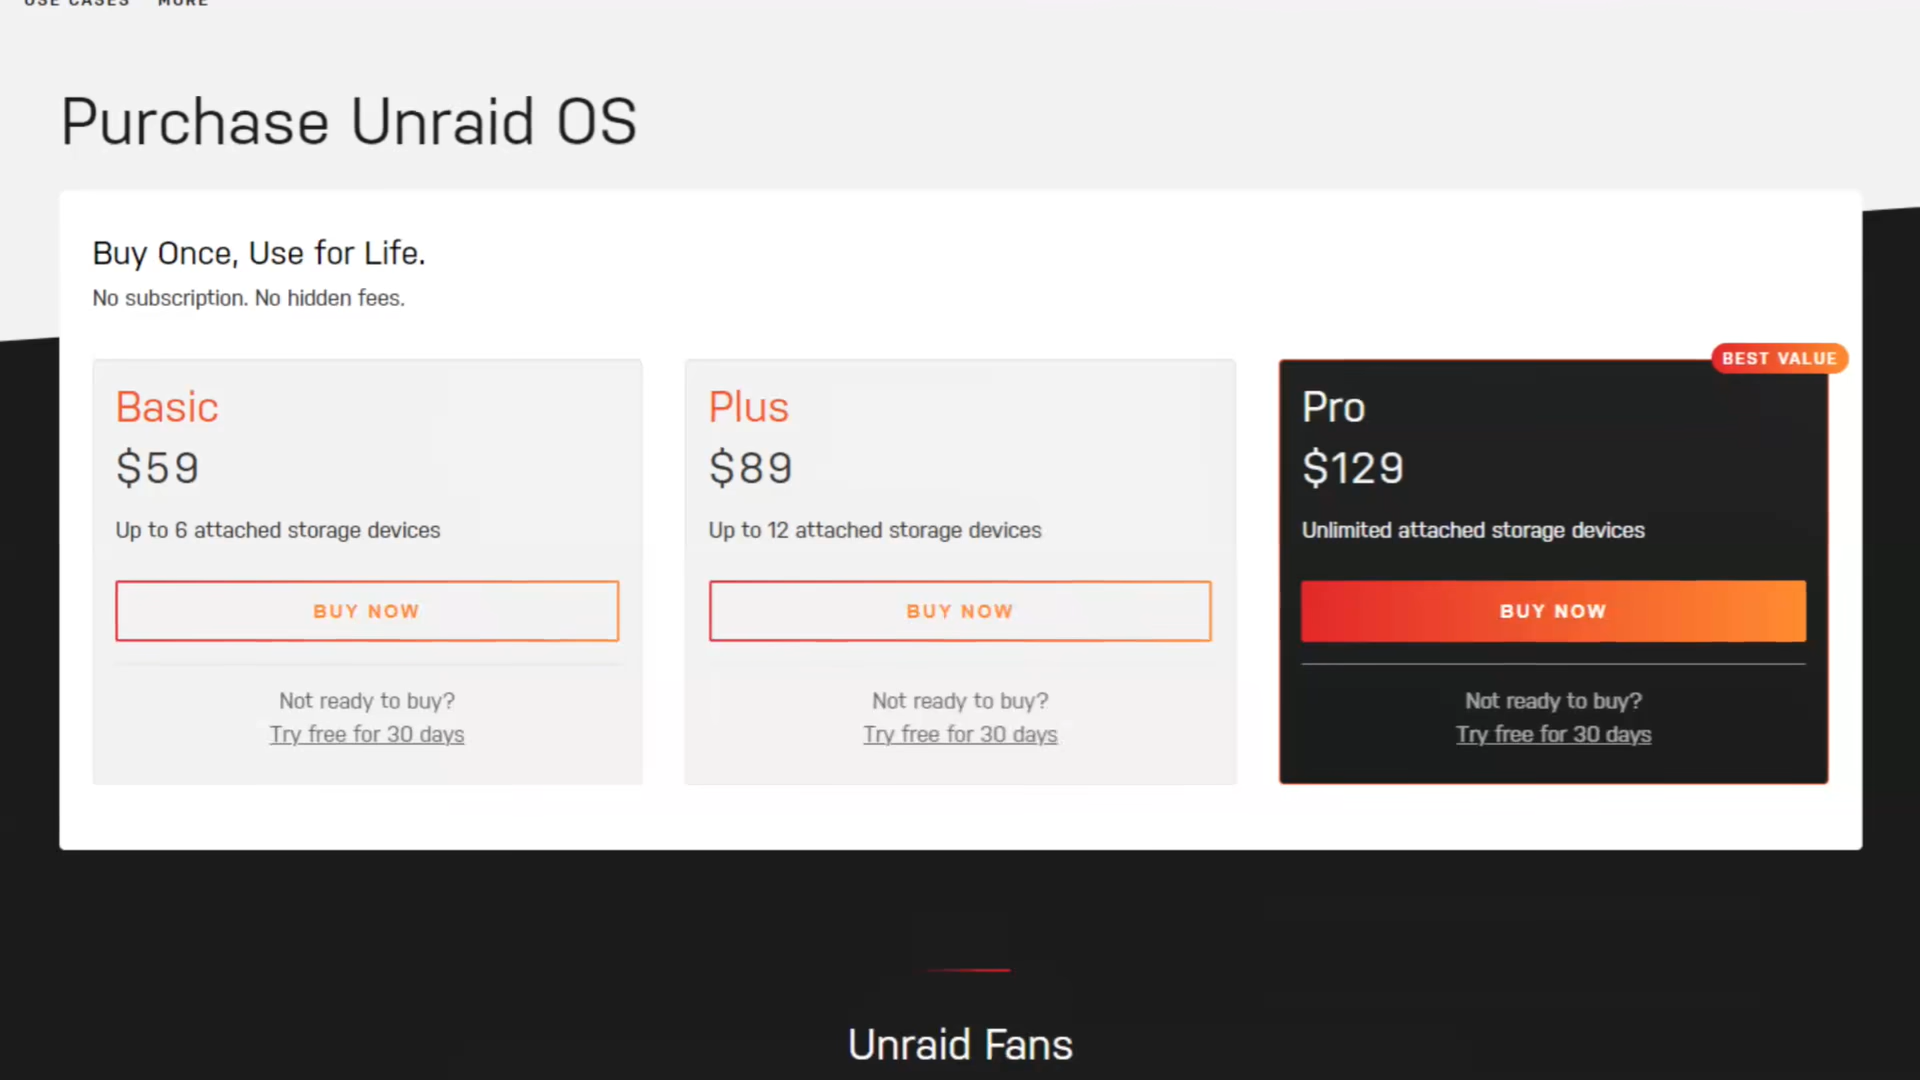 USE CASES MORE
Purchase Unraid OS
Buy Once, Use for Life.
No subscription. No hidden fees.
Basic
$59
Up to 6 attached storage devices
BUY NOW
Not ready to buy?
Try free for 30 days
Plus
$89
Up to 12 attached storage devices
BUY NOW
Not ready to buy?
Try free for 30 days
BEST VALUE
Pro
$129
Unlimited attached storage devices
BUY NOW
Not ready to buy?
Try free for 30 days
Unraid Fans